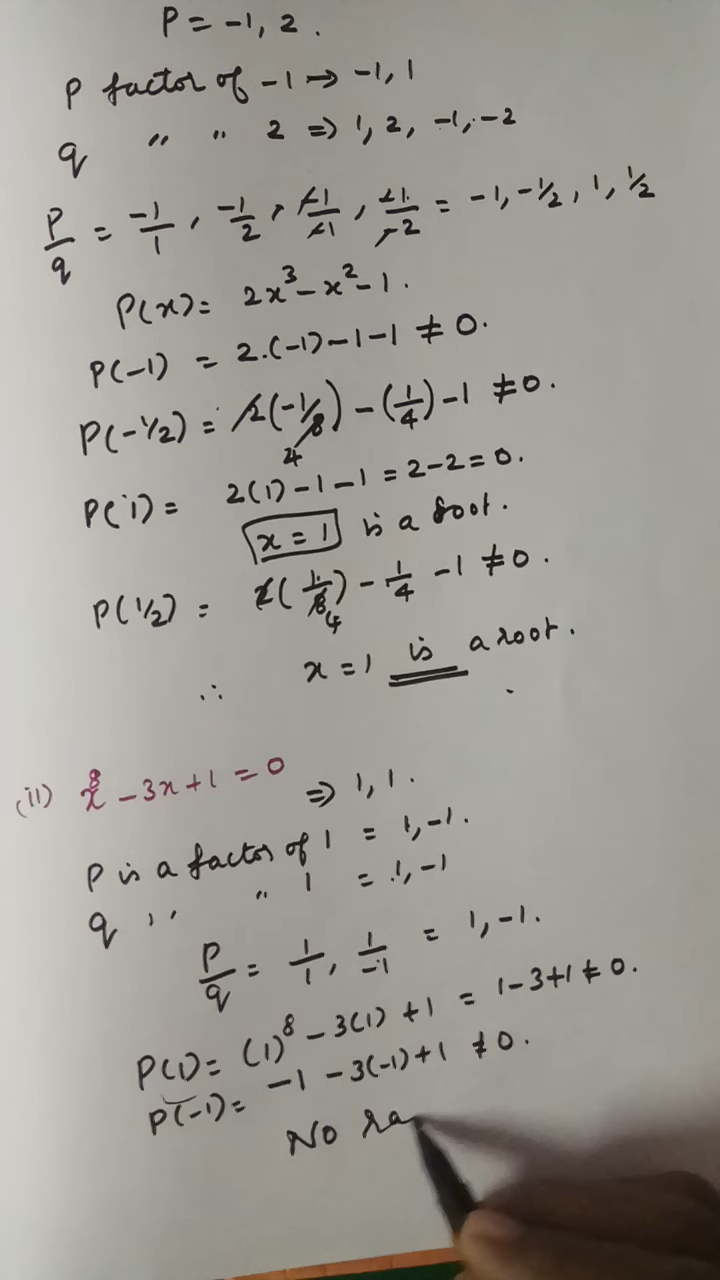 P = -1, 2.
P factor of -1 → -1, 1
q " " 2 ⇒ 1, 2, -1, -2
P/q = -1/1, -1/2, -1/-1, -1/-2 = -1, -1/2, 1, 1/2
P(x) = 2x³ - x² - 1.
P(-1) = 2.(-1) - 1 - 1 ≠ 0.
P(-1/2) = 2(-1/8) - (1/4) - 1 ≠ 0.
4
P(1) = 2(1) - 1 - 1 = 2 - 2 = 0.
x = 1 is a root.
P(1/2) = 2(1/8) - 1/4 - 1 ≠ 0.
4
∴ x = 1 is a root.
(ii) x⁸ - 3x + 1 = 0
⇒ 1, 1.
P is a factor of 1 = 1, -1.
q " " 1 = 1, -1
P/q = 1/1, 1/-1 = 1, -1.
P(1) = (1)⁸ - 3(1) + 1 = 1 - 3 + 1 ≠ 0.
P(-1) = -1 - 3(-1) + 1 ≠ 0.
No ra